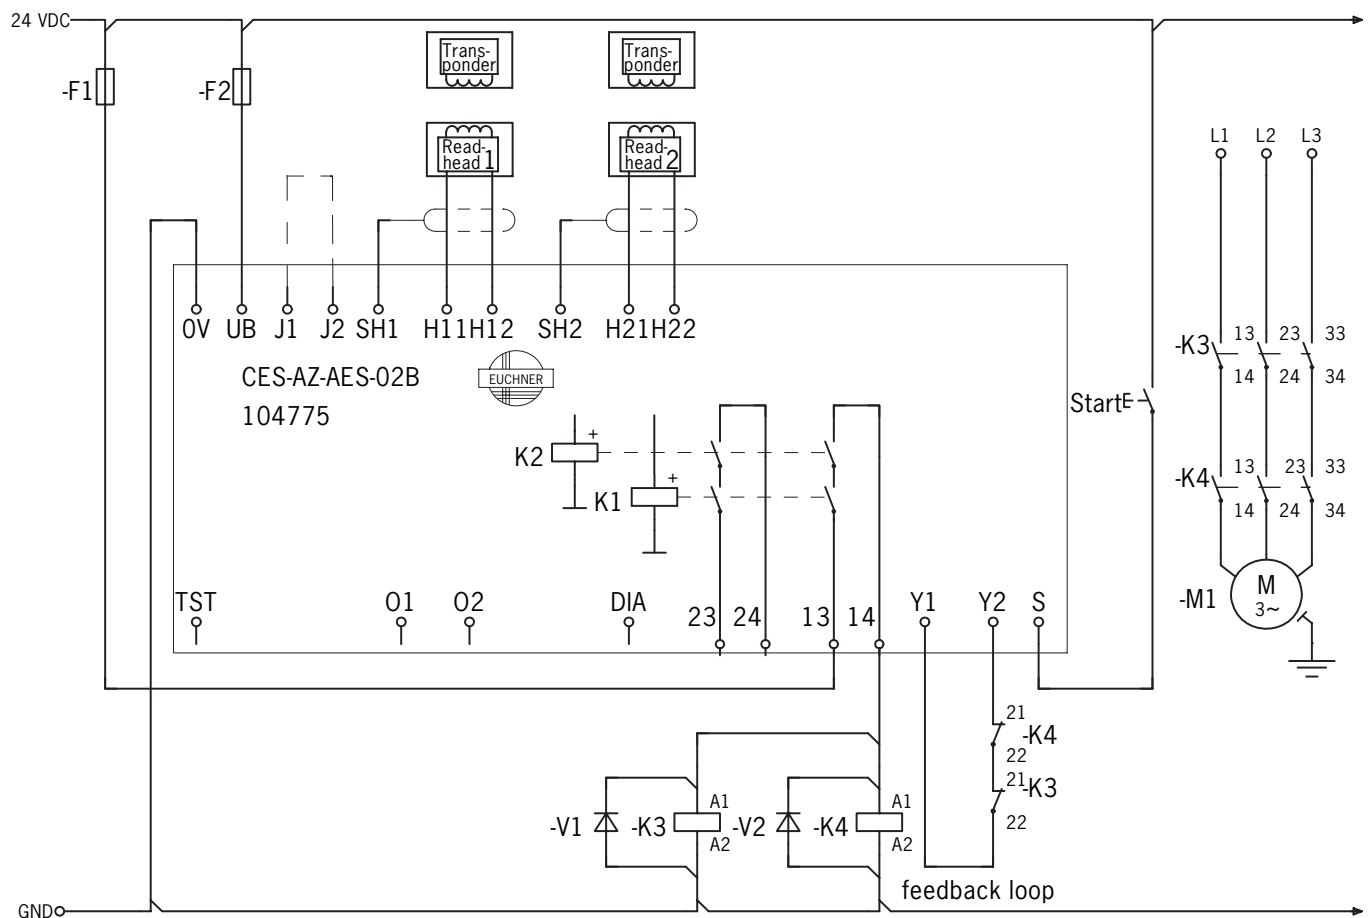 24 VDC
-F1
-F2
Trans-
ponder
Trans-
ponder
Read-
head 1
Read-
head 2
L1 L2 L3
0V UB J1 J2 SH1 H11 H12 SH2 H21 H22
CES-AZ-AES-02B
104775
EUCHNER
K2 +
K1 +
Start
-K3 13 23 33
14 24 34
-K4 13 23 33
14 24 34
-M1 M
3~
TST O1 O2 DIA 23 24 13 14 Y1 Y2 S
21
-K4
22
21
-K3
22
-V1 -K3 A1
A2
-V2 -K4 A1
A2
feedback loop
GND